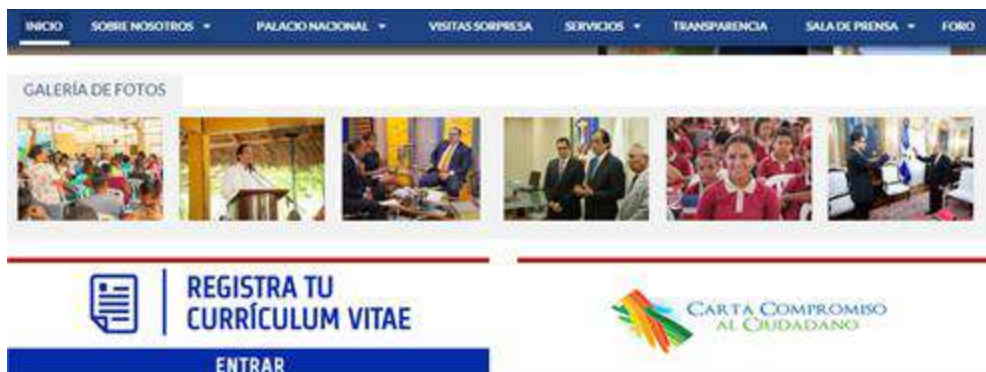 INICIO SOBRE NOSOTROS PALACIO NACIONAL VISITAS SORPRESA SERVICIOS TRANSPARENCIA SALA DE PRENSA FORO
GALERÍA DE FOTOS
REGISTRA TU
CURRÍCULUM VITAE
ENTRAR
CARTA COMPROMISO
AL CIUDADANO